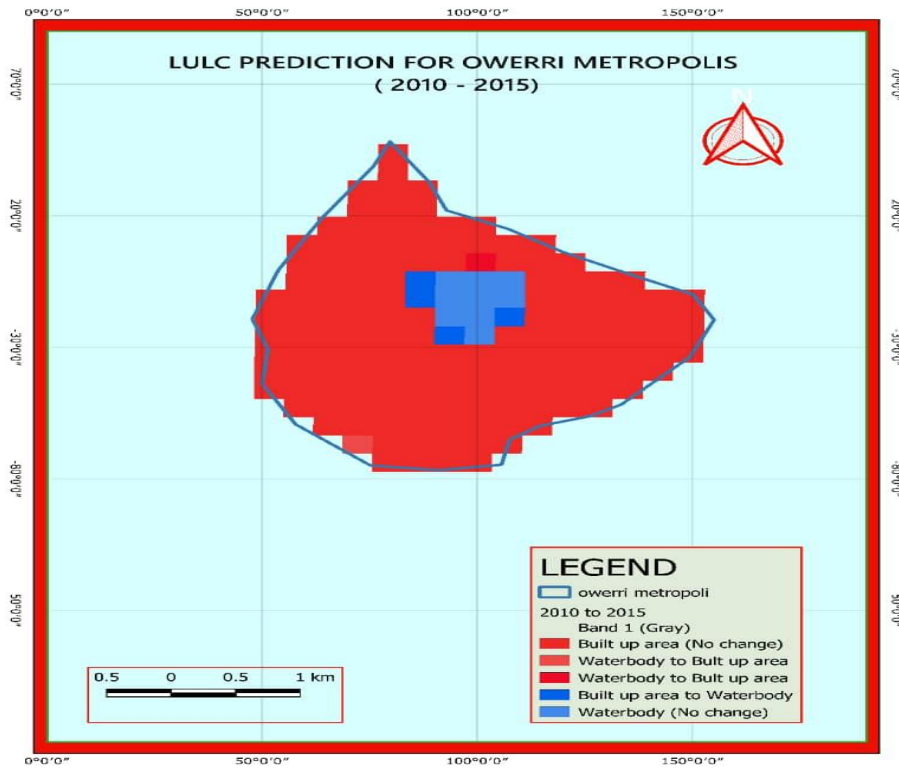 0°0'0" 50°0'0" 100°0'0" 150°0'0"
LULC PREDICTION FOR OWERRI METROPOLIS
( 2010 - 2015)
N
LEGEND
owerri metropoli
2010 to 2015
Band 1 (Gray)
Built up area (No change)
Waterbody to Bult up area
Waterbody to Bult up area
Built up area to Waterbody
Waterbody (No change)
0.5 0 0.5 1 km
0°0'0" 50°0'0" 100°0'0" 150°0'0"